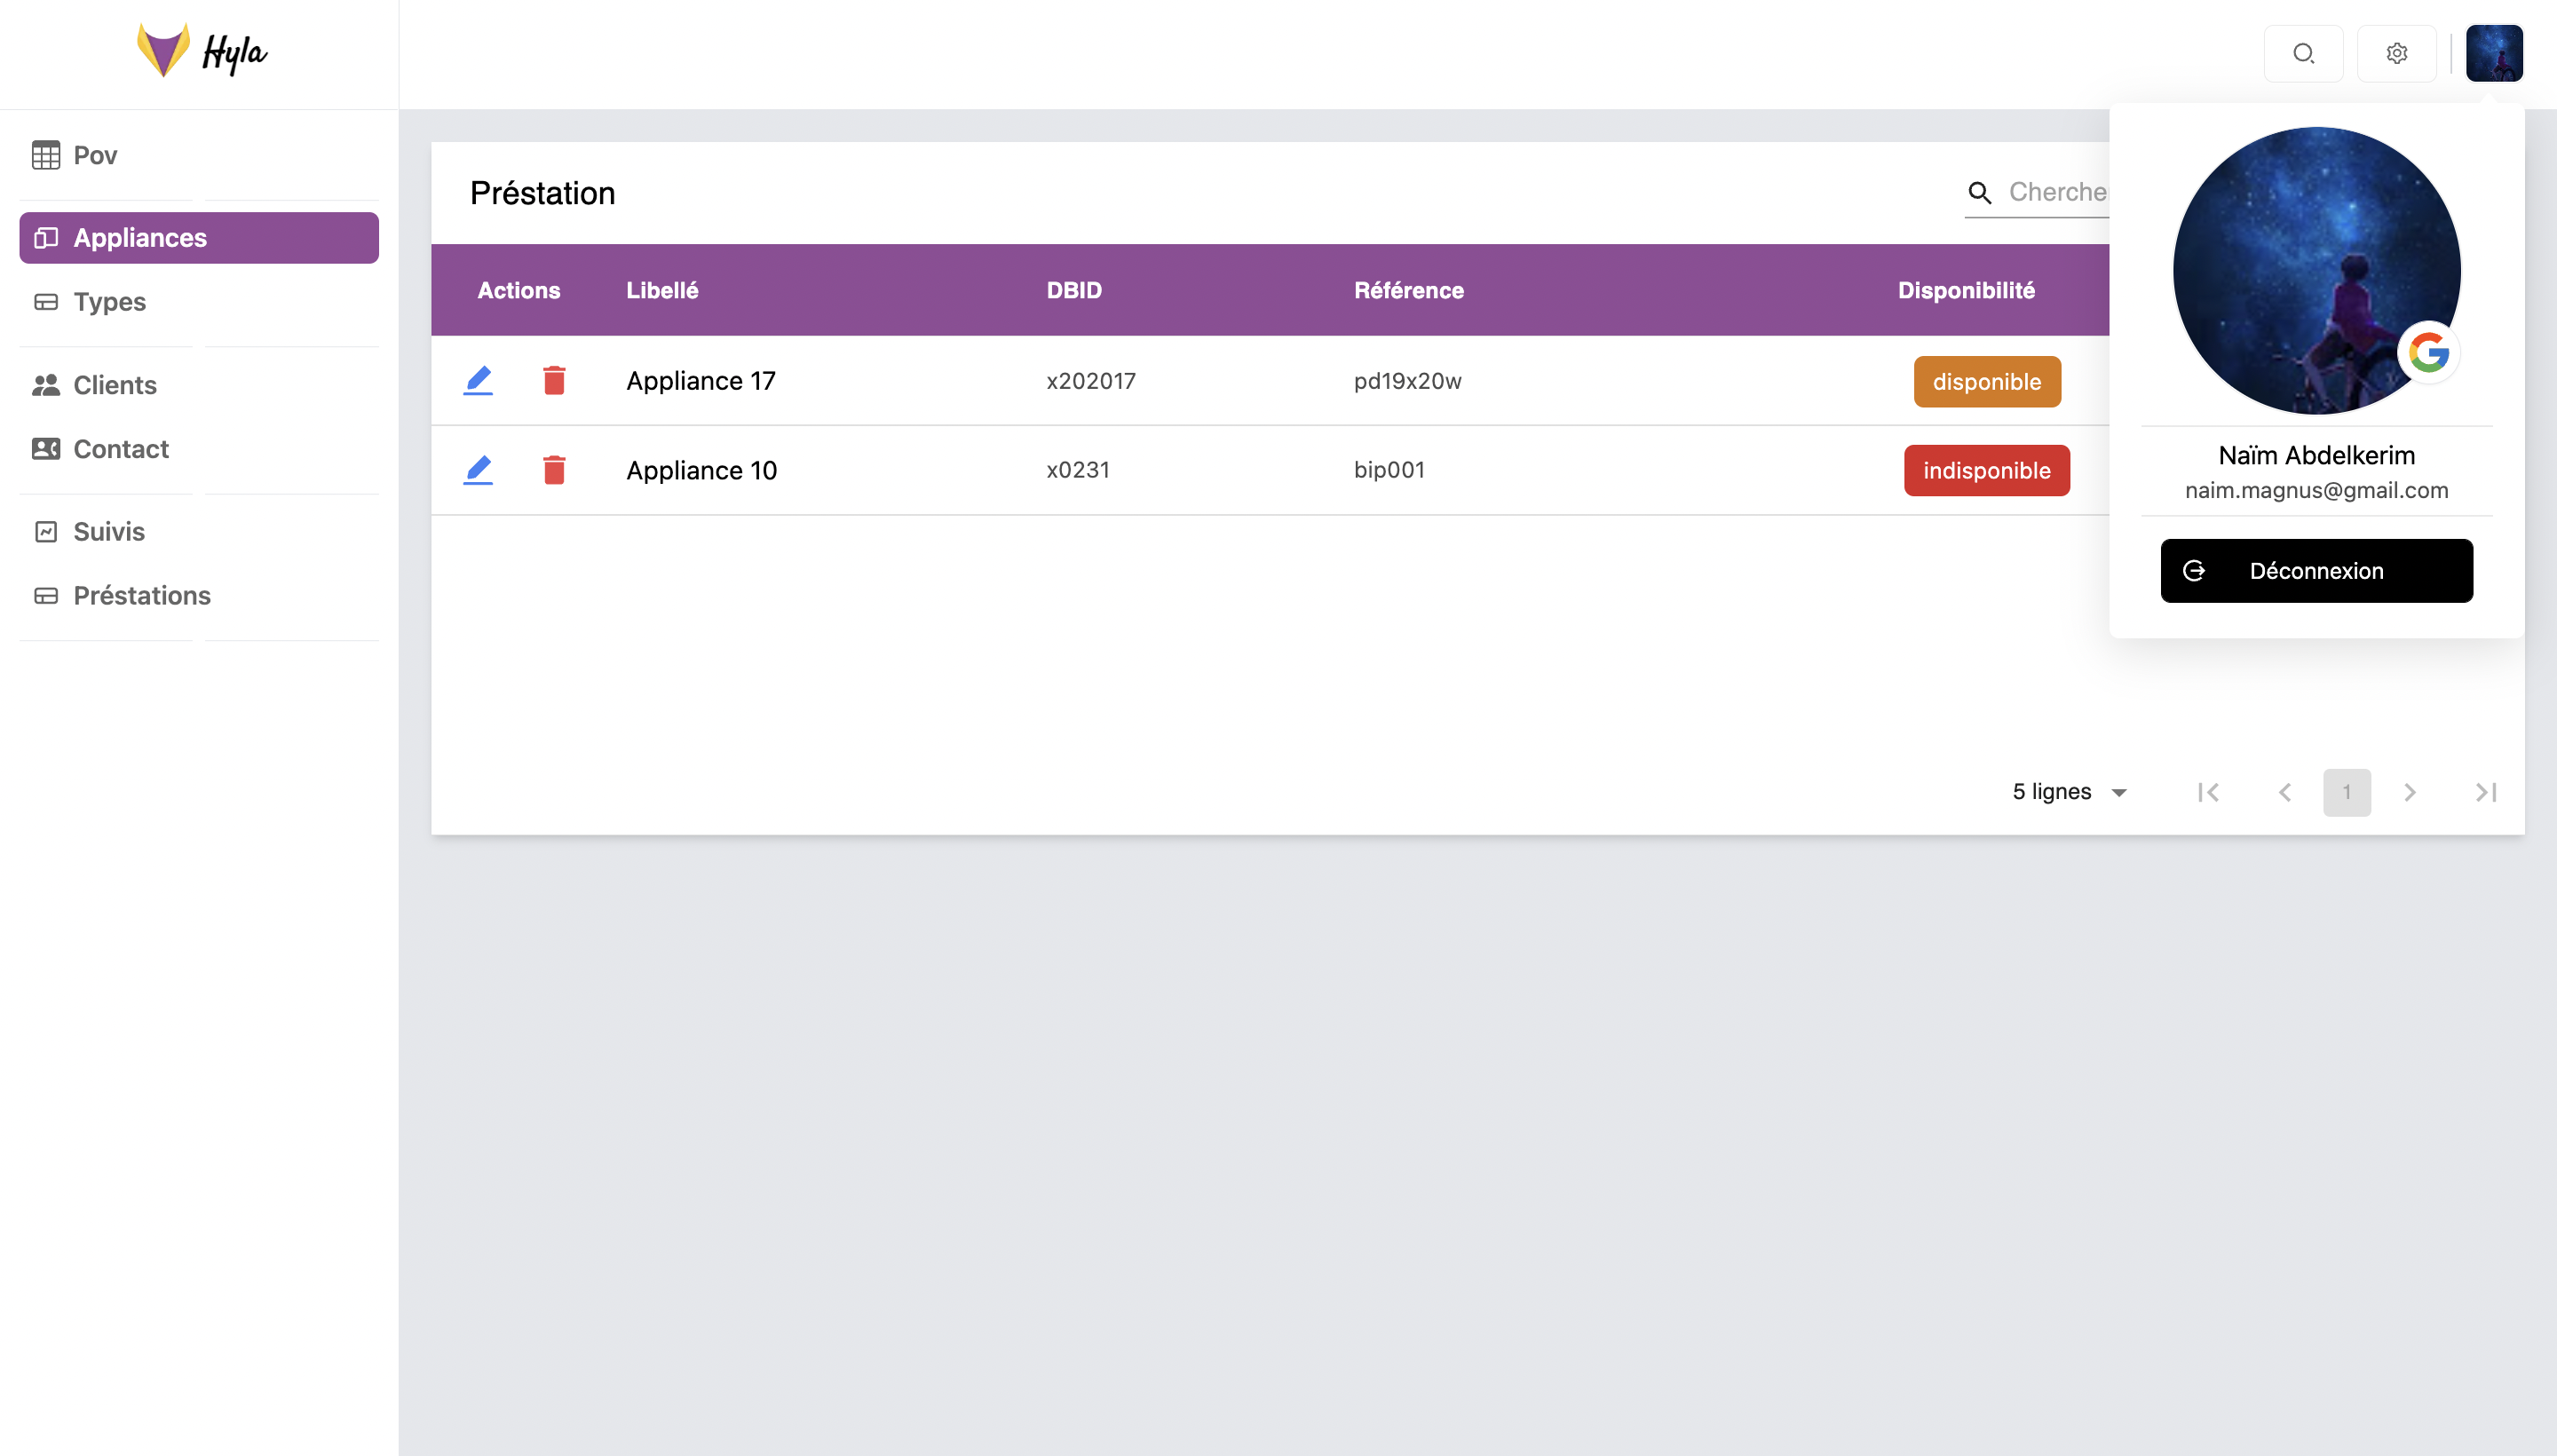 Hyla
Pov
Appliances
Types
Clients
Contact
Suivis
Préstations
Préstation
Cherche
Actions Libellé DBID Référence Disponibilité
Appliance 17 x202017 pd19x20w disponible
Appliance 10 x0231 bip001 indisponible
5 lignes 1
Naïm Abdelkerim
naim.magnus@gmail.com
Déconnexion